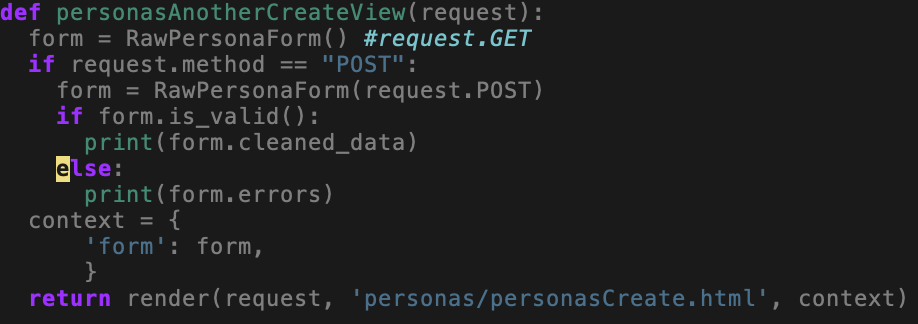 def personasAnotherCreateView(request):
  form = RawPersonaForm() #request.GET
  if request.method == "POST":
    form = RawPersonaForm(request.POST)
    if form.is_valid():
      print(form.cleaned_data)
    else:
      print(form.errors)
  context = {
      'form': form,
      }
  return render(request, 'personas/personasCreate.html', context)